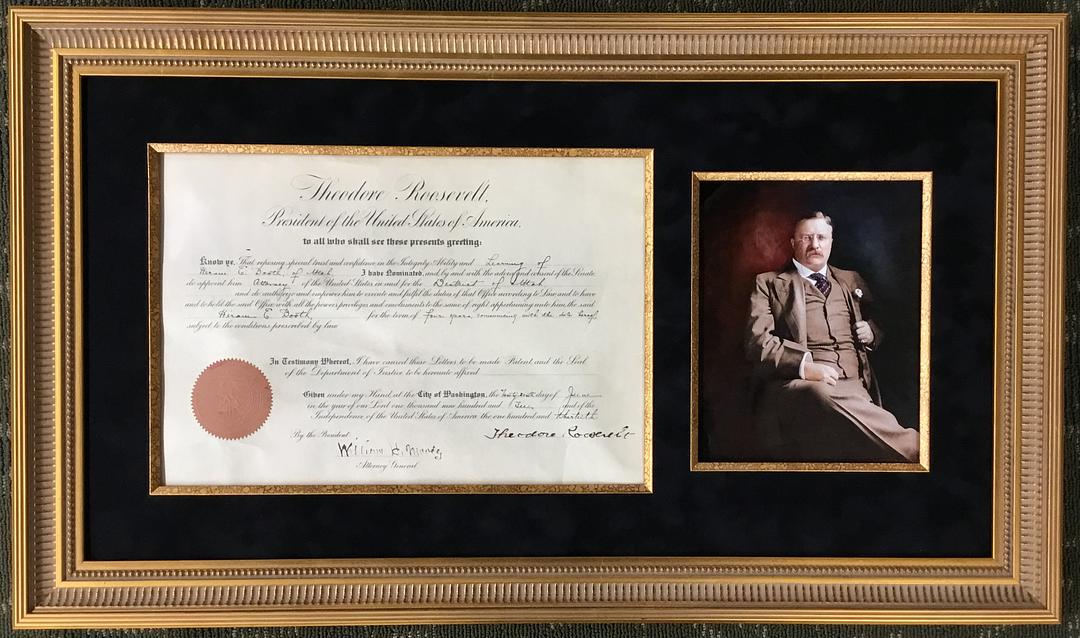 Theodore Roosevelt,
President of the United States of America,
to all who shall see these presents greeting:
Know ye, That reposing special trust and confidence in the Integrity Ability and Learning of
Hiram E Booth, of Utah I have Nominated, and, by and with the advice and consent of the Senate
do appoint him Attorney of the United States in and for the District of Utah
and do authorize and empower him to execute and fulfil the duties of that Office according to Law and to have
and to hold the said Office with all the powers privileges and emoluments to the same of right appertaining unto him, the said
Hiram E Booth for the term of four years, commencing with the
subject to the conditions prescribed by law
In Testimony Whereof, I have caused these Letters to be made Patent and the Seal
of the Department of Justice to be hereunto affixed
Given under my Hand, at the City of Washington, the day of June
in the year of our Lord one thousand nine hundred and and of the
Independence of the United States of America the one hundred and thirtieth
By the President: Theodore Roosevelt
William H. Moody
Attorney General